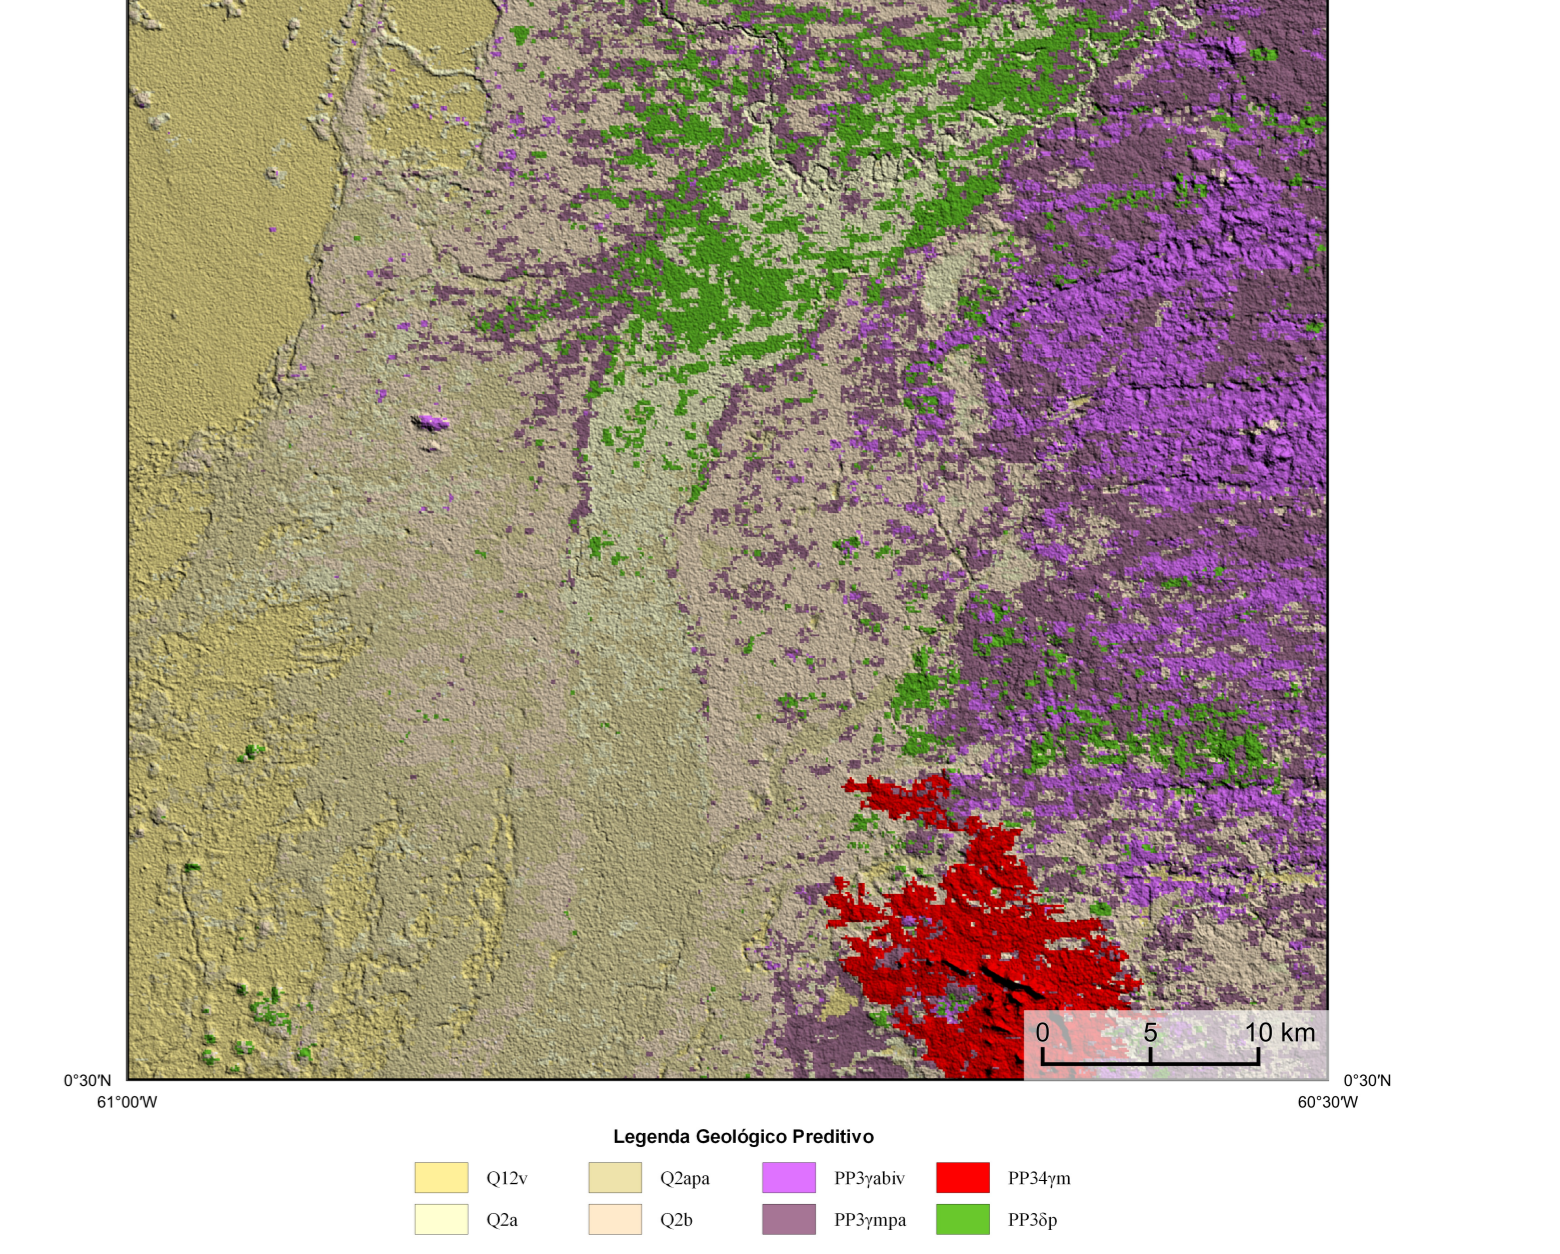 0 5 10 km
0°30′N 0°30′N
61°00′W 60°30′W
Legenda Geológico Preditivo
Q12v Q2apa PP3γabiv PP34γm
Q2a Q2b PP3γmpa PP3δp